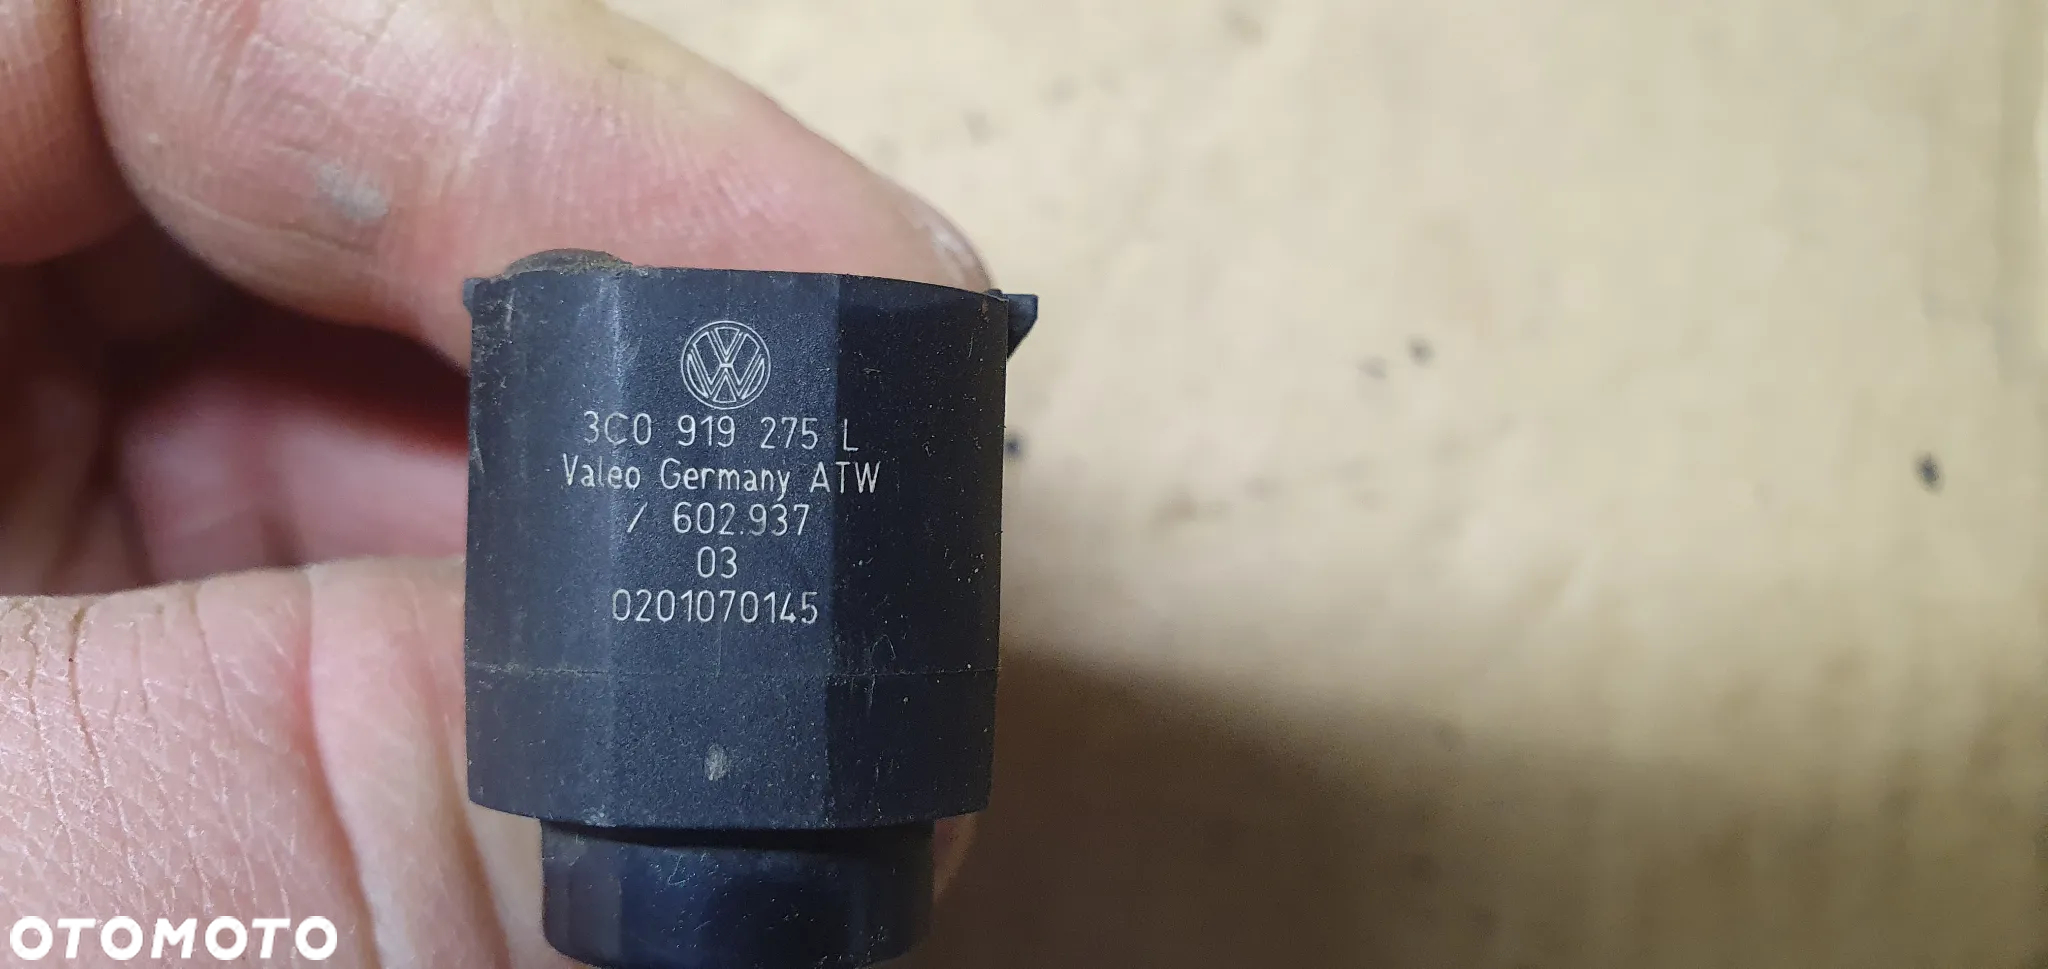 3C0 919 275 L
Valeo Germany ATW
/ 602.937
03
0201070145
OTOMOTO